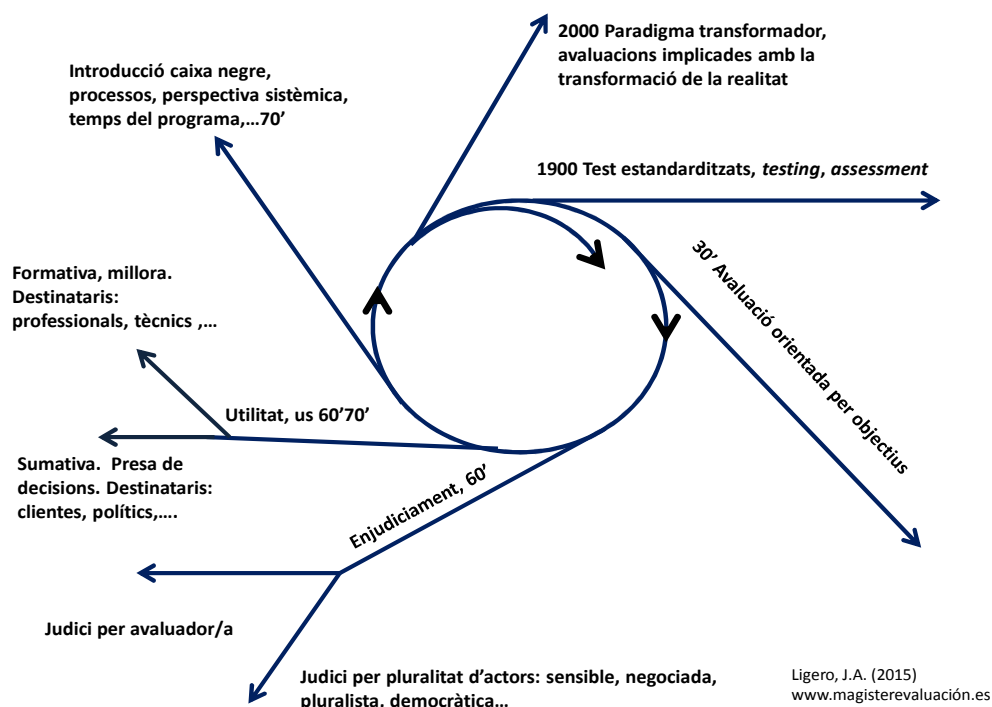 2000 Paradigma transformador,
avaluacions implicades amb la
transformació de la realitat
Introducció caixa negre,
processos, perspectiva sistèmica,
temps del programa,...70'
1900 Test estandarditzats, testing, assessment
30' Avaluació orientada per objectius
Formativa, millora.
Destinataris:
professionals, tècnics ,...
Utilitat, us 60'70'
Sumativa. Presa de
decisions. Destinataris:
clientes, polítics,....
Enjudiciament, 60'
Judici per avaluador/a
Judici per pluralitat d'actors: sensible, negociada,
pluralista, democràtica...
Ligero, J.A. (2015)
www.magisterevaluación.es